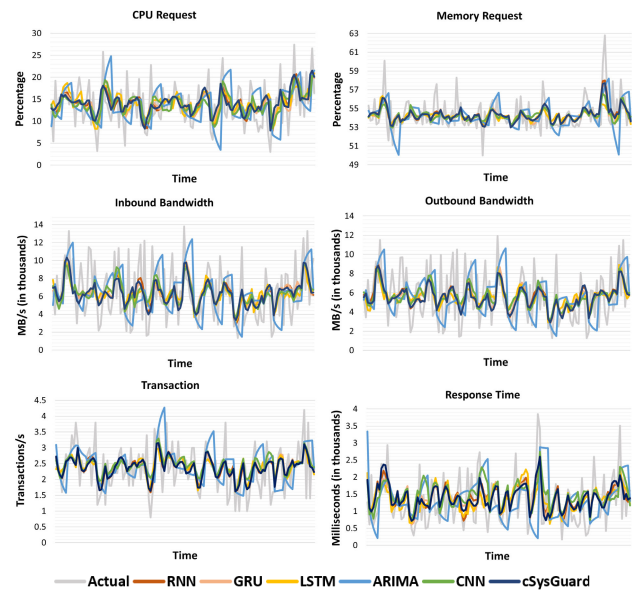 CPU Request
Percentage
30
25
20
15
10
5
0
Time
Memory Request
Percentage
63
61
59
57
55
53
51
49
Time
Inbound Bandwidth
MB/s (in thousands)
14
12
10
8
6
4
2
0
Time
Outbound Bandwidth
MB/s (in thousands)
14
12
10
8
6
4
2
0
Time
Transaction
Transactions/s
4.5
4
3.5
3
2.5
2
1.5
1
0.5
0
Time
Response Time
Milliseconds (in thousands)
4
3.5
3
2.5
2
1.5
1
0.5
0
Time
Actual RNN GRU LSTM ARIMA CNN cSysGuard